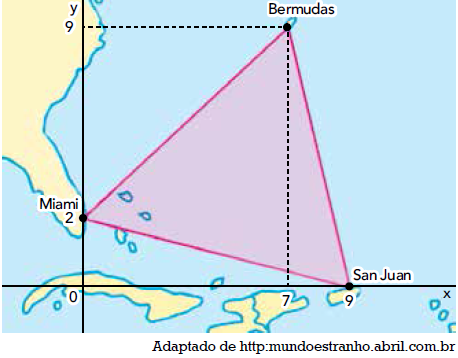 y
Bermudas
9
Miami
2
San Juan
0
7
9
x
Adaptado de http:mundoestranho.abril.com.br